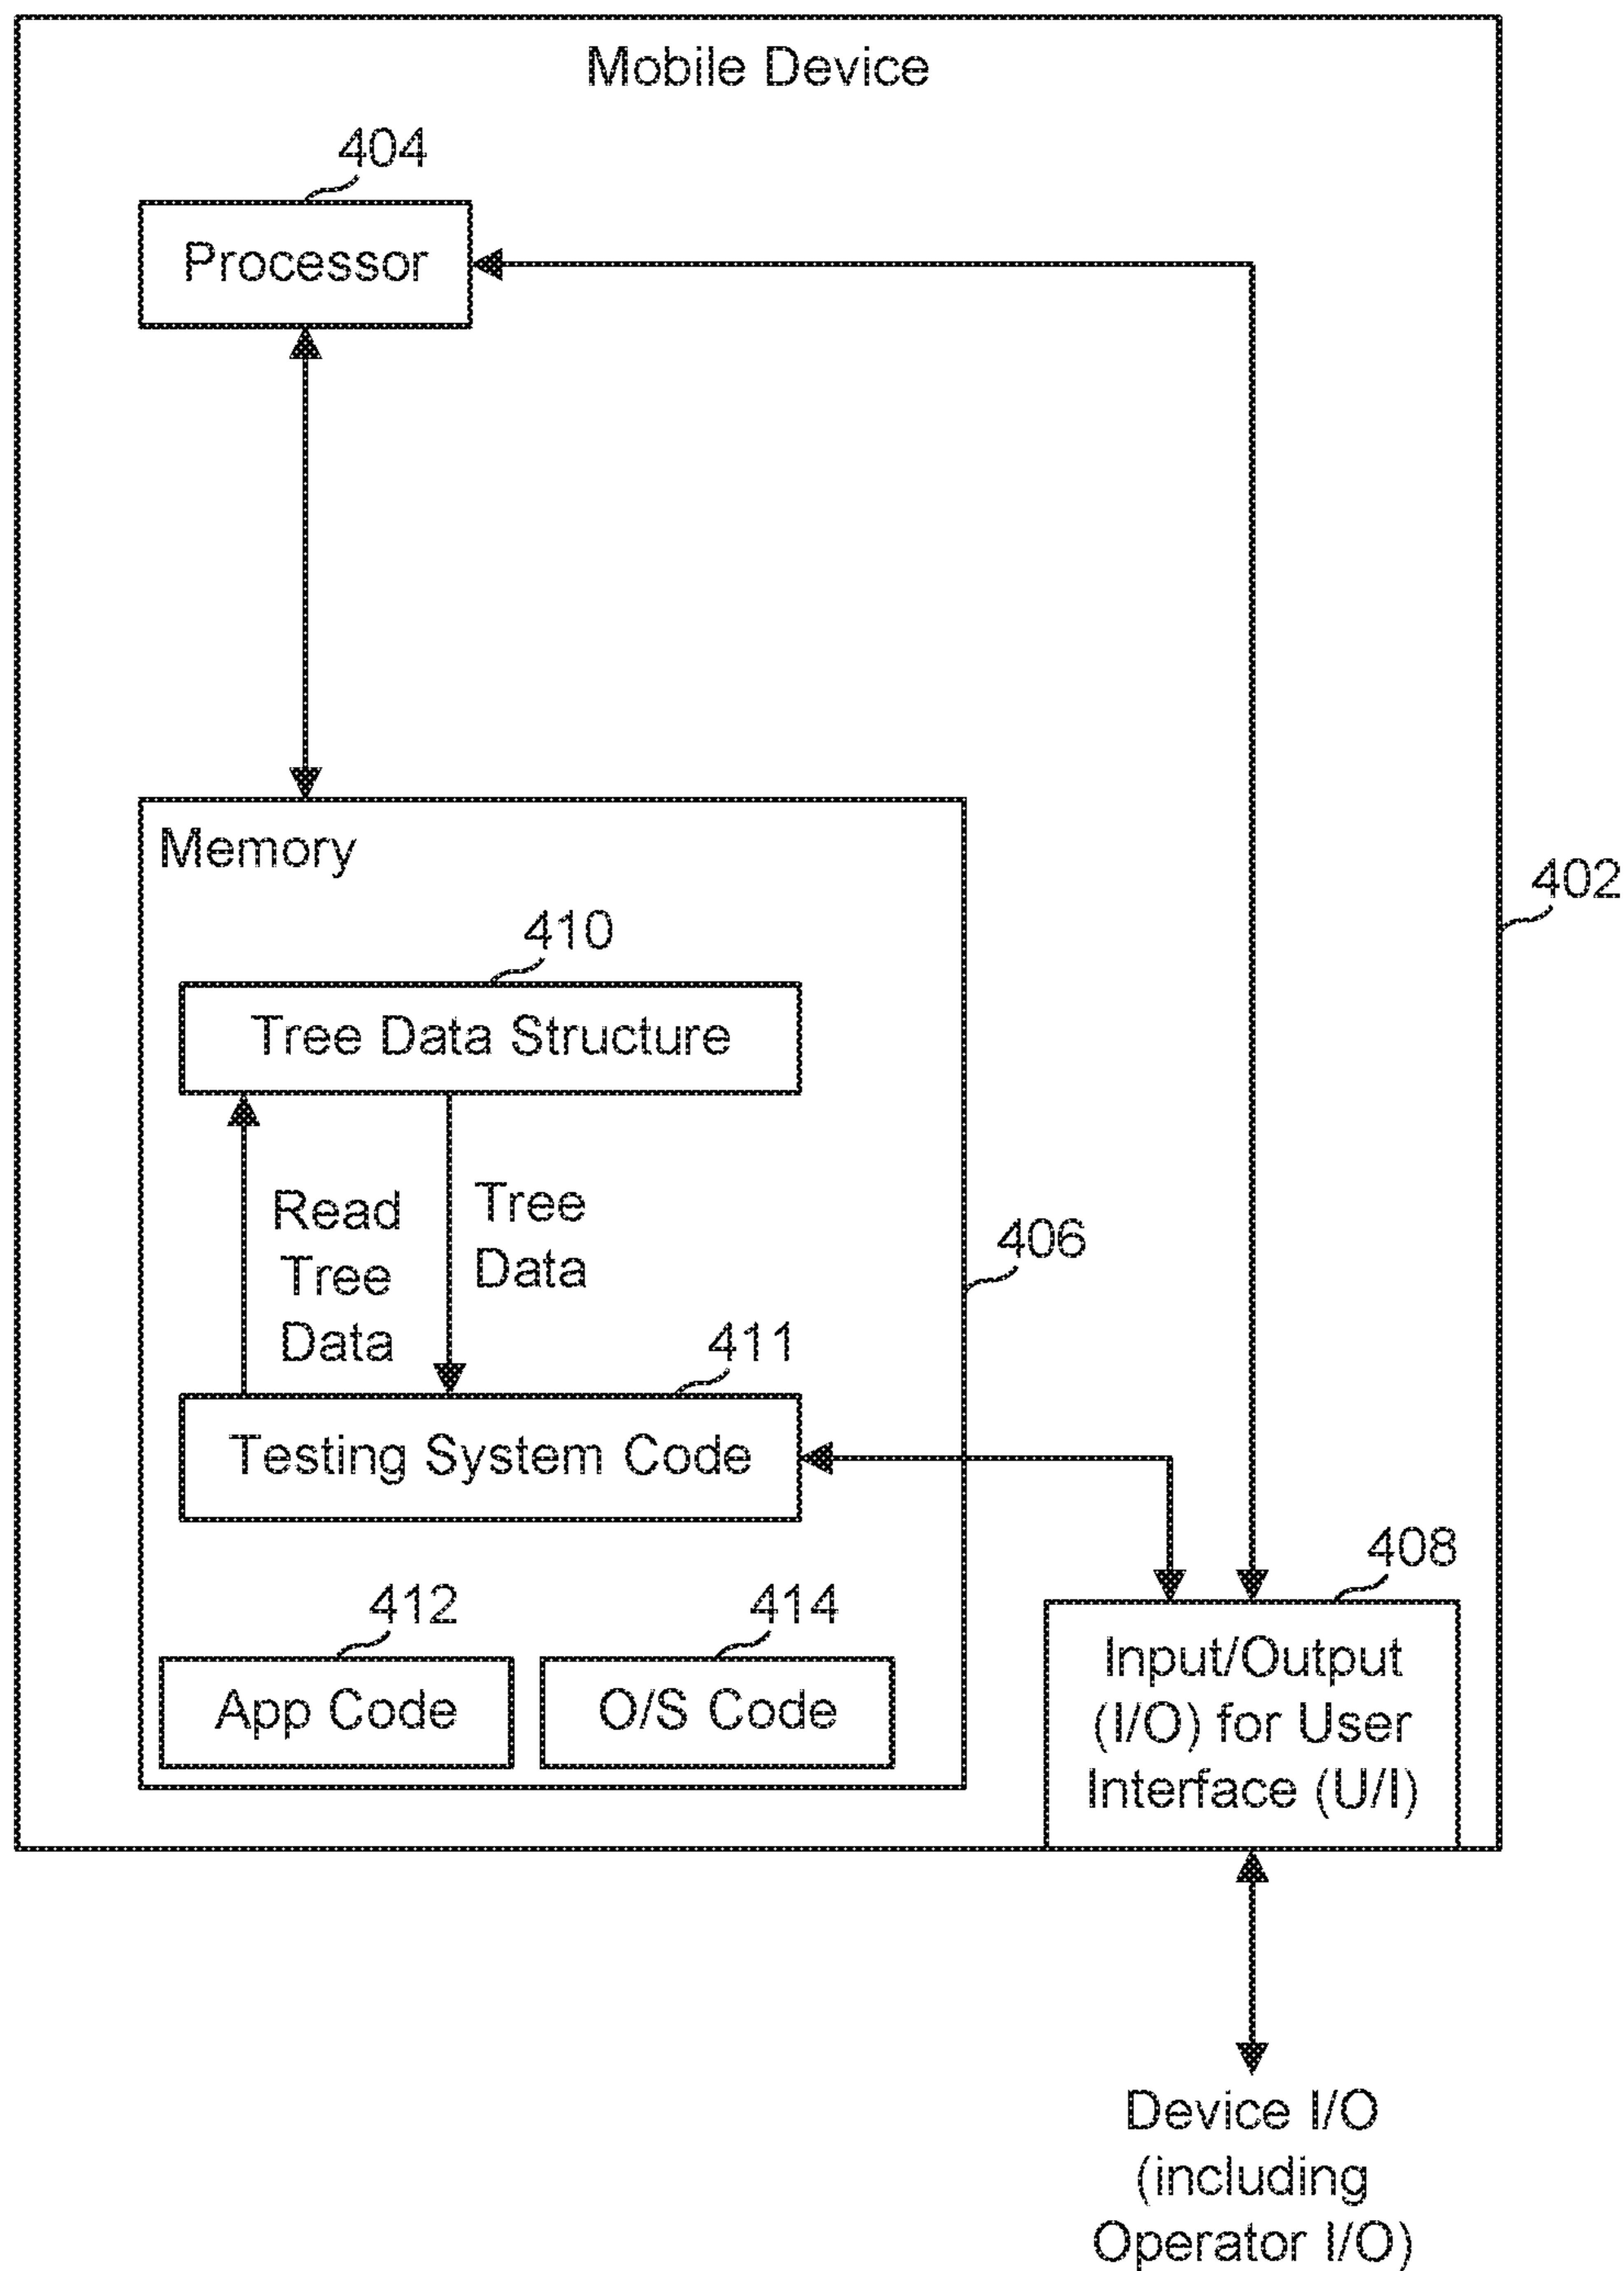 Mobile Device
404
Processor
Memory
402
410
Tree Data Structure
Read
Tree
Data
Tree
Data
406
411
Testing System Code
408
412
414
App Code
O/S Code
Input/Output
(I/O) for User
Interface (U/I)
Device I/O
(including
Operator I/O)